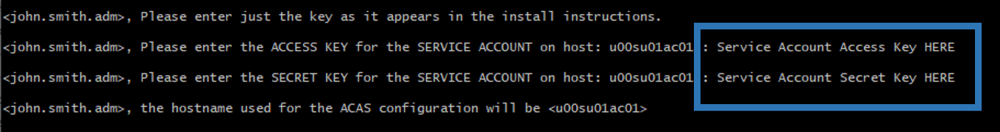 <john.smith.adm>, Please enter just the key as it appears in the install instructions.
<john.smith.adm>, Please enter the ACCESS KEY for the SERVICE ACCOUNT on host: u00su01ac01 : Service Account Access Key HERE
<john.smith.adm>, Please enter the SECRET KEY for the SERVICE ACCOUNT on host: u00su01ac01 : Service Account Secret Key HERE
<john.smith.adm>, the hostname used for the ACAS configuration will be <u00su01ac01>